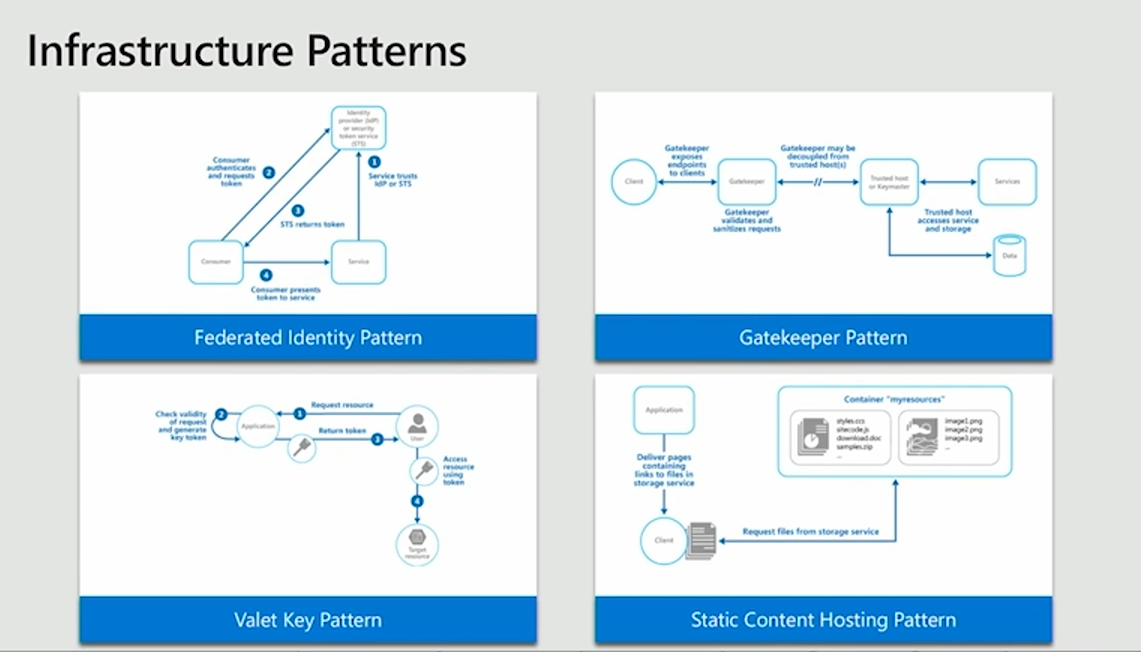 Infrastructure Patterns
Identity
provider (IdP)
or security
token service
(STS)
Consumer
authenticates
and requests
token
2
1
Service trusts
IdP or STS
3
STS returns token
Consumer
Service
4
Consumer presents
token to service
Federated Identity Pattern
Gatekeeper
exposes
endpoints
to clients
Gatekeeper may be
decoupled from
trusted host(s)
Client
Gatekeeper
Trusted host
or Keymaster
Services
Gatekeeper
validates and
sanitizes requests
Trusted host
accesses service
and storage
Data
Gatekeeper Pattern
Check validity
of request
and generate
key token
2
Application
1
Request resource
Return token
3
User
Access
resource
using
token
4
Target
resource
Valet Key Pattern
Application
Container "myresources"
styles.ccs
sitecode.js
download.doc
samples.zip
...
image1.png
image2.png
image3.png
...
Deliver pages
containing
links to files in
storage service
Client
Request files from storage service
Static Content Hosting Pattern